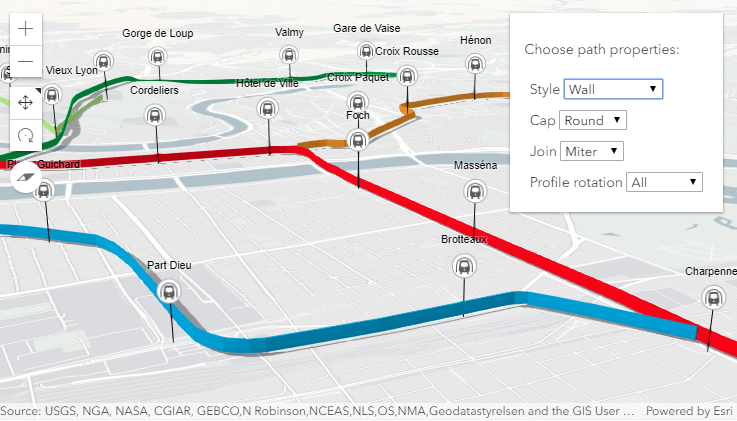 Gorge de Loup
Valmy
Gare de Vaise
Hénon
Croix Rousse
Vieux Lyon
Cordeliers
Hôtel de Ville
Croix Paquet
Foch
Guichard
Masséna
Brotteaux
Part Dieu
Charpenne
Choose path properties:
Style Wall
Cap Round
Join Miter
Profile rotation All
Source: USGS, NGA, NASA, CGIAR, GEBCO,N Robinson,NCEAS,NLS,OS,NMA,Geodatastyrelsen and the GIS User ...
Powered by Esri